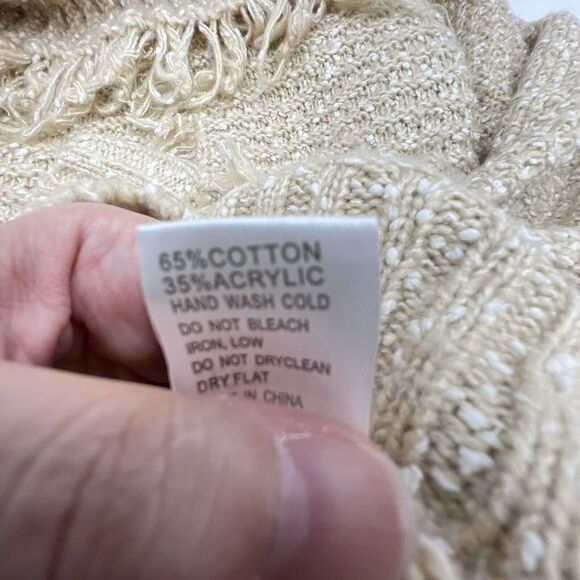 65%COTTON
35%ACRYLIC
HAND WASH COLD
DO NOT BLEACH
IRON, LOW
DO NOT DRYCLEAN
DRY FLAT
IN CHINA